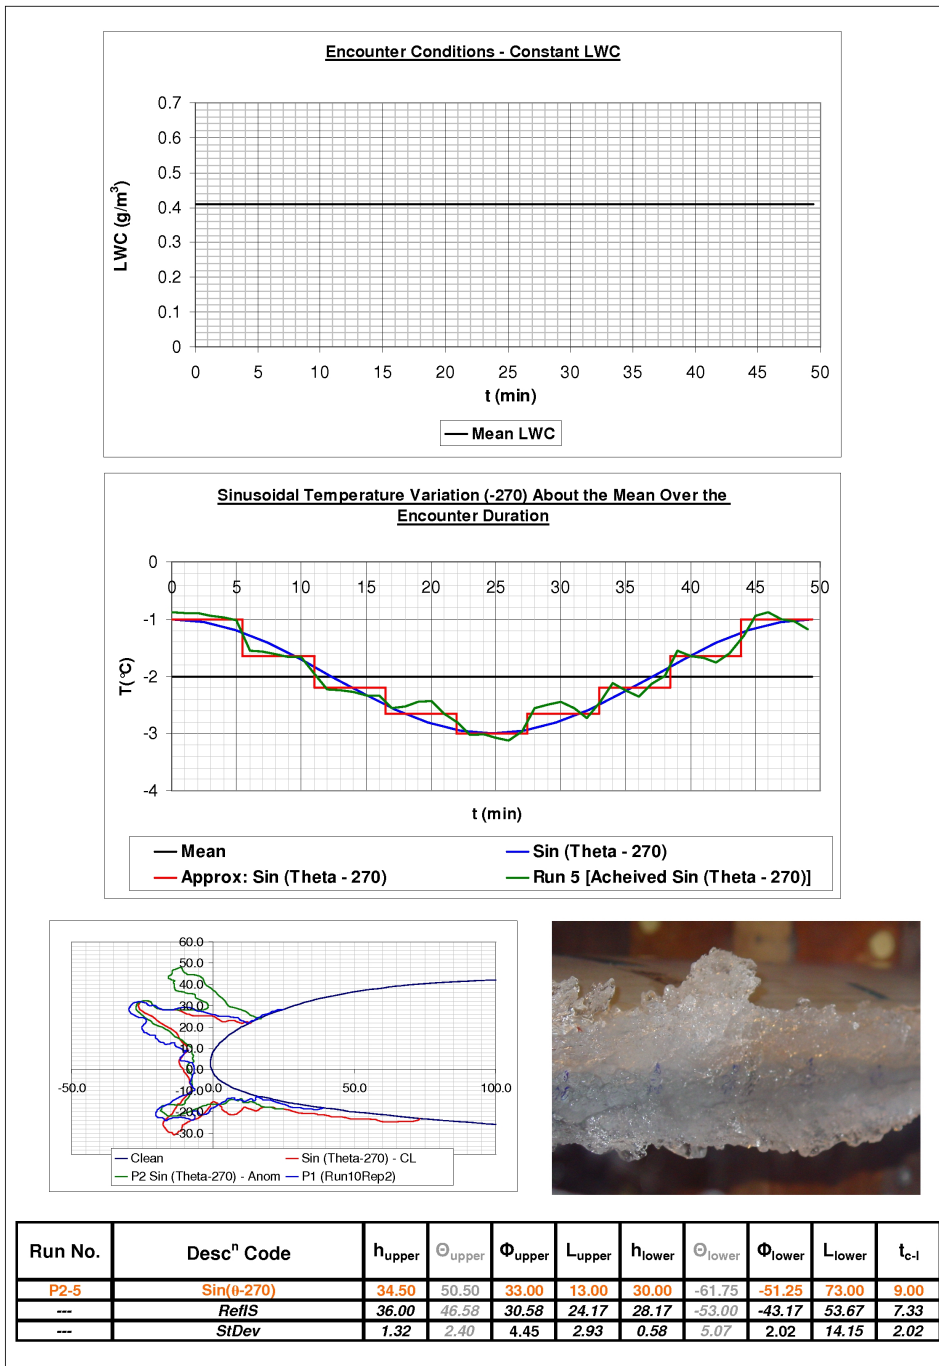 Encounter Conditions - Constant LWC
0.7
0.6
0.5
0.4
0.3
0.2
0.1
0
LWC (g/m³)
0 5 10 15 20 25 30 35 40 45 50
t (min)
Mean LWC
Sinusoidal Temperature Variation (-270) About the Mean Over the
Encounter Duration
0
-1
-2
-3
-4
T(°C)
0 5 10 15 20 25 30 35 40 45 50
t (min)
Mean
Sin (Theta - 270)
Approx: Sin (Theta - 270)
Run 5 [Acheived Sin (Theta - 270)]
60.0
50.0
40.0
30.0
20.0
10.0
0.0
-10.0
-20.0
-30.0
-50.0 0.0 50.0 100.0
Clean
Sin (Theta-270) - CL
P2 Sin (Theta-270) - Anom
P1 (Run10Rep2)
Run No. Descⁿ Code h upper Θ upper Φ upper L upper h lower Θ lower Φ lower L lower t c-l
P2-5 Sin(θ-270) 34.50 50.50 33.00 13.00 30.00 -61.75 -51.25 73.00 9.00
--- RefIS 36.00 46.58 30.58 24.17 28.17 -53.00 -43.17 53.67 7.33
--- StDev 1.32 2.40 4.45 2.93 0.58 5.07 2.02 14.15 2.02